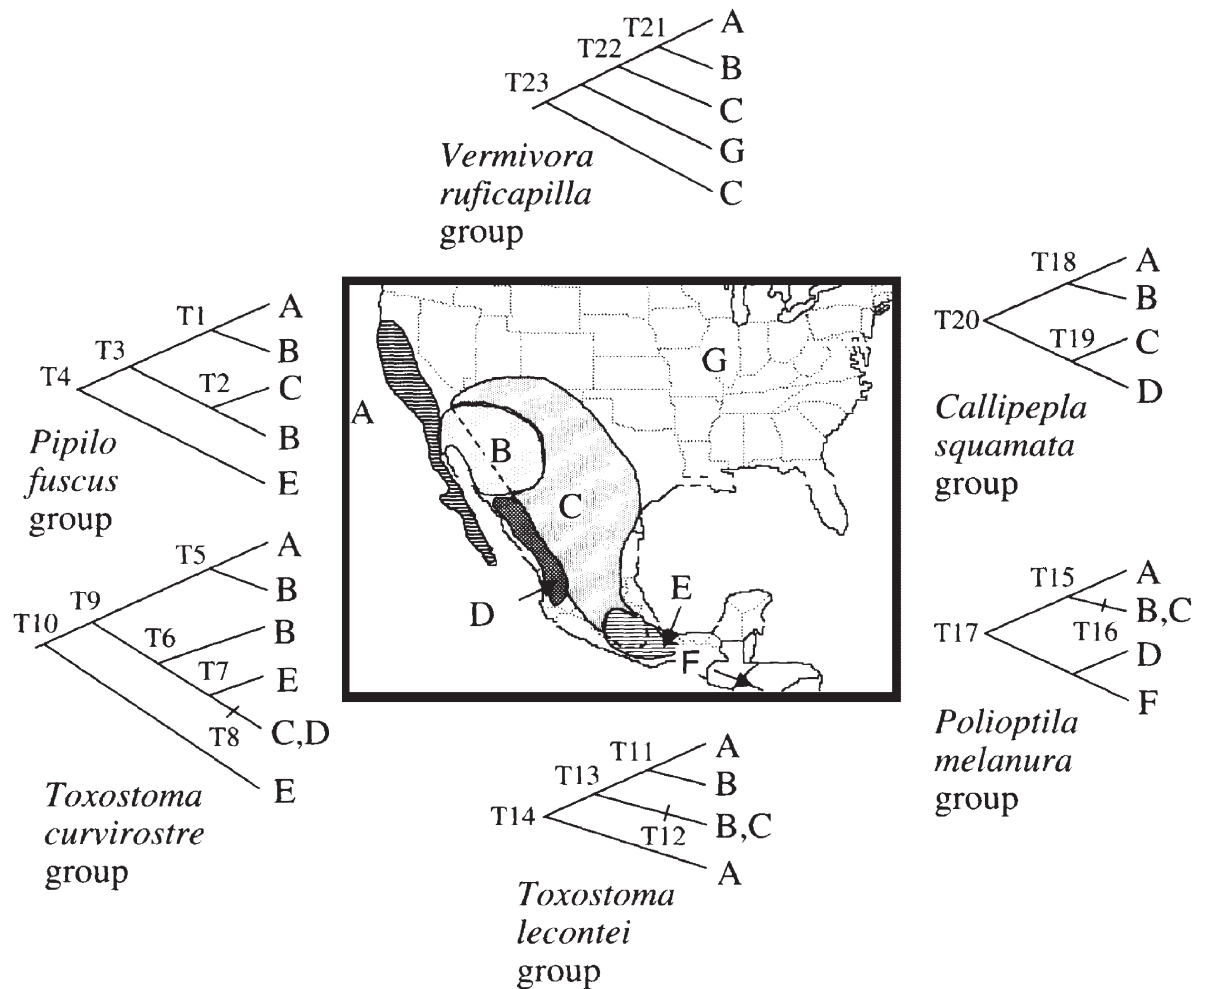 T21
A
T22
B
T23
C
G
C
Vermivora
ruficapilla
group
T1
A
T3
B
T4
T2
C
B
E
Pipilo
fuscus
group
T18
A
B
T20
T19
C
D
Callipepla
squamata
group
A
B
C
D
E
F
G
T5
A
T9
B
T10
T6
B
T7
E
T8
C,D
E
Toxostoma
curvirostre
group
T15
A
B,C
T17
T16
D
F
Polioptila
melanura
group
T11
A
T13
B
T14
T12
B,C
A
Toxostoma
lecontei
group